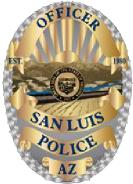 OFFICER
EST. 1980
SAN LUIS
POLICE
AZ